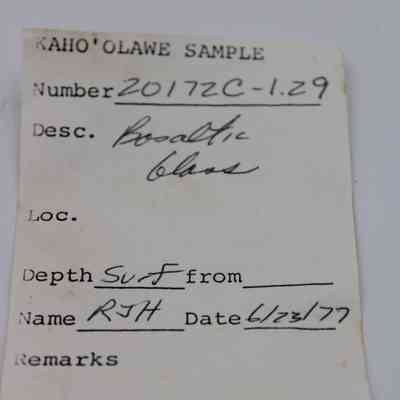 KAHO'OLAWE SAMPLE
Number 20172C-1.29
Desc. Basaltic
Glass
Loc.
Depth Surf from
Name RJH Date 6/23/77
Remarks